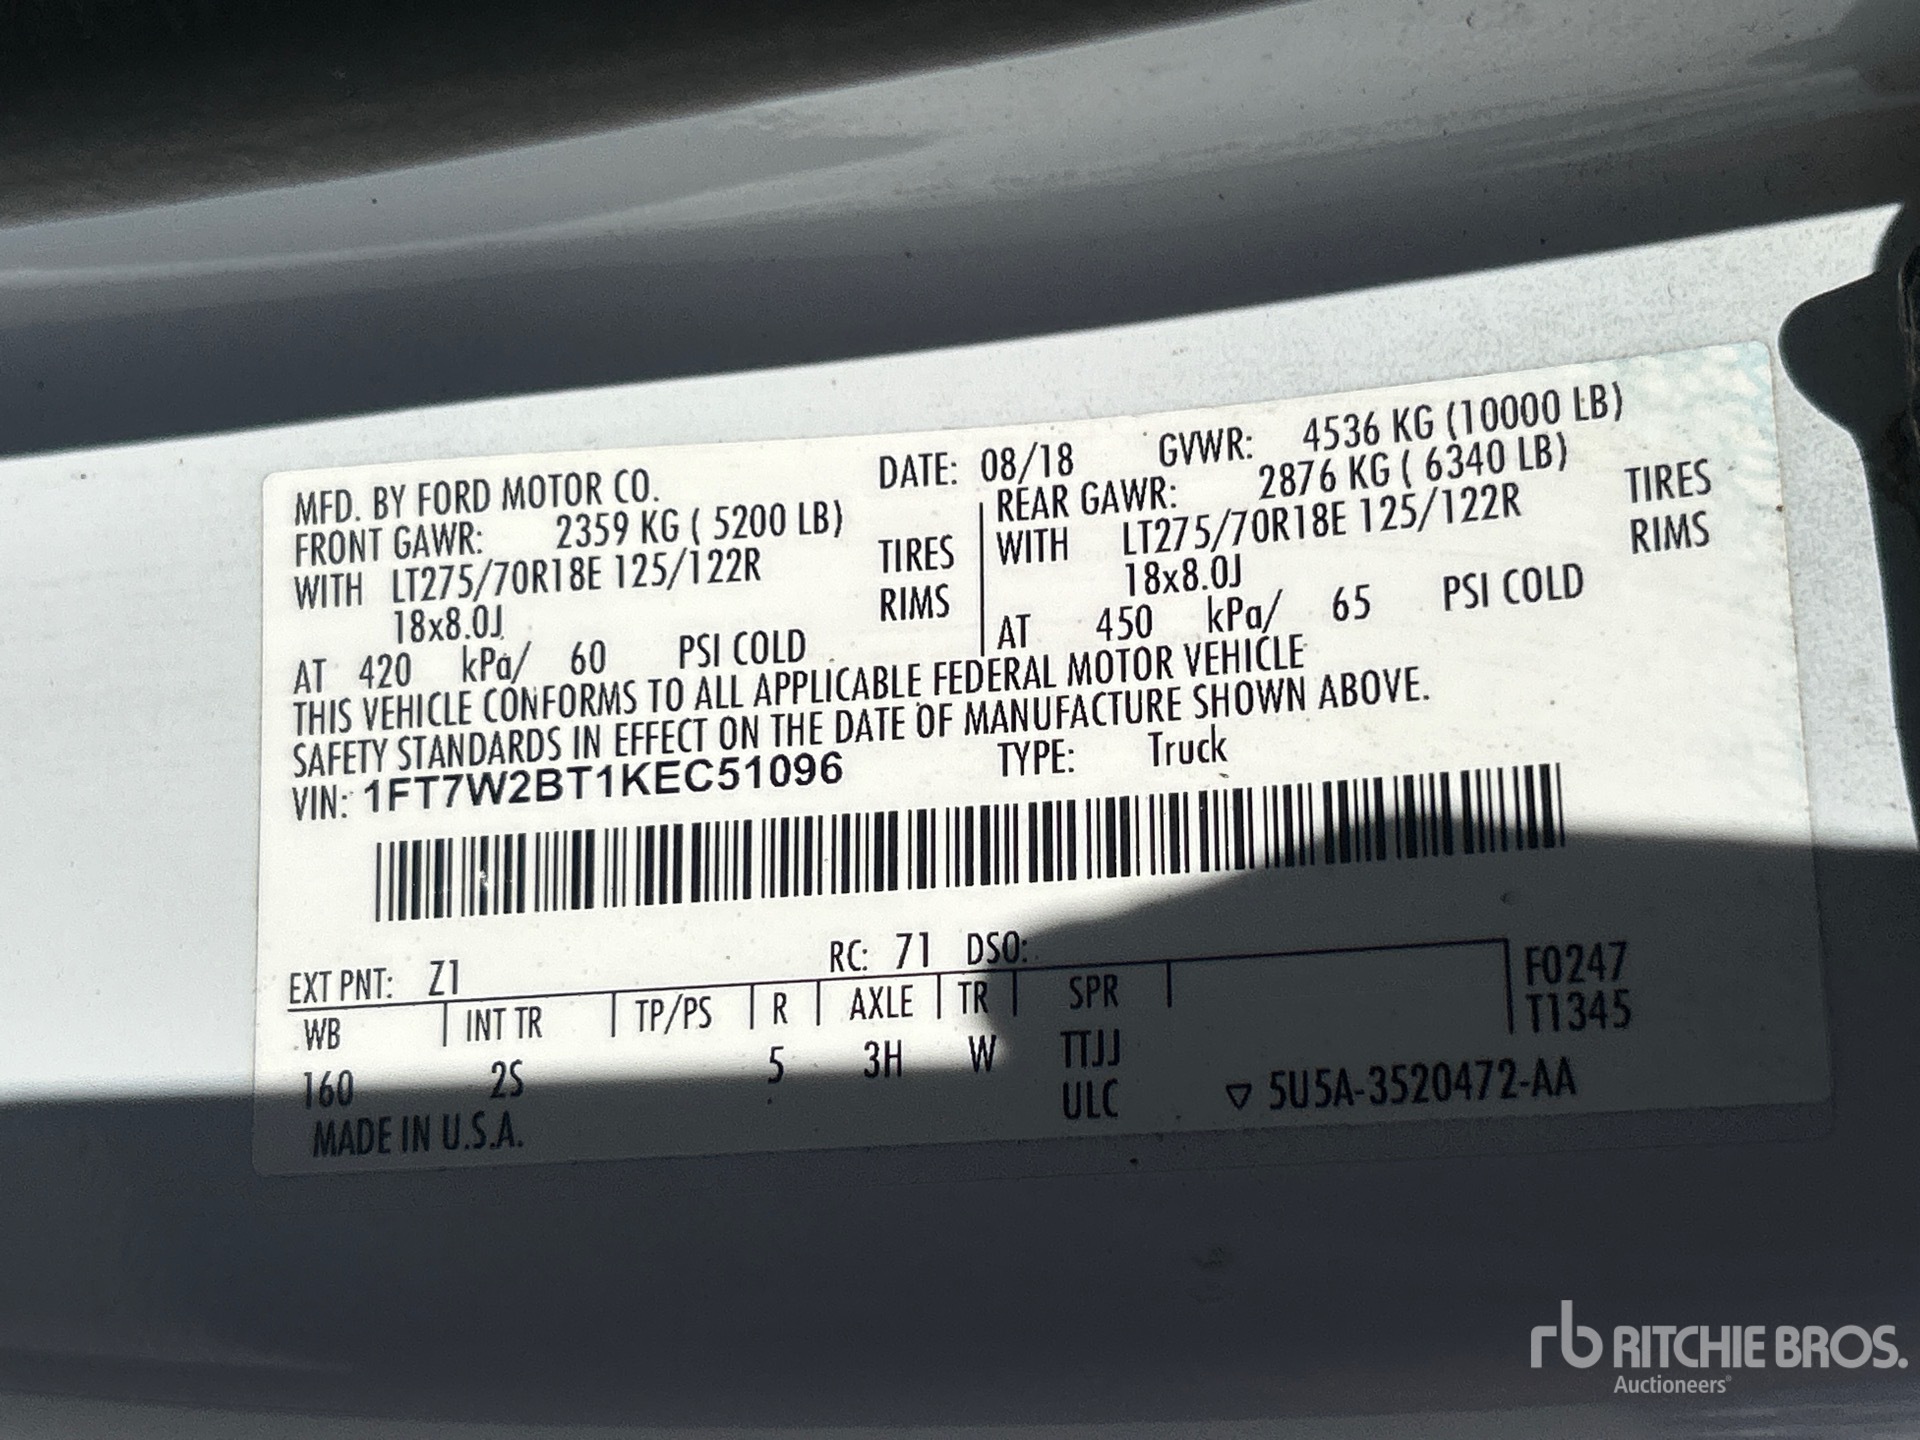 MFD. BY FORD MOTOR CO. DATE: 08/18 GVWR: 4536 KG (10000 LB)
FRONT GAWR: 2359 KG ( 5200 LB) REAR GAWR: 2876 KG ( 6340 LB)
WITH LT275/70R18E 125/122R TIRES WITH LT275/70R18E 125/122R TIRES
18x8.0J RIMS 18x8.0J RIMS
AT 420 kPa/ 60 PSI COLD AT 450 kPa/ 65 PSI COLD
THIS VEHICLE CONFORMS TO ALL APPLICABLE FEDERAL MOTOR VEHICLE
SAFETY STANDARDS IN EFFECT ON THE DATE OF MANUFACTURE SHOWN ABOVE.
VIN: 1FT7W2BT1KEC51096 TYPE: Truck
EXT PNT: Z1 RC: 71 DSO:
WB INT TR TP/PS R AXLE TR SPR F0247
T1345
160 2S 5 3H W TTJJ
ULC ▽ 5U5A-3520472-AA
MADE IN U.S.A.
rb RITCHIE BROS.
Auctioneers®